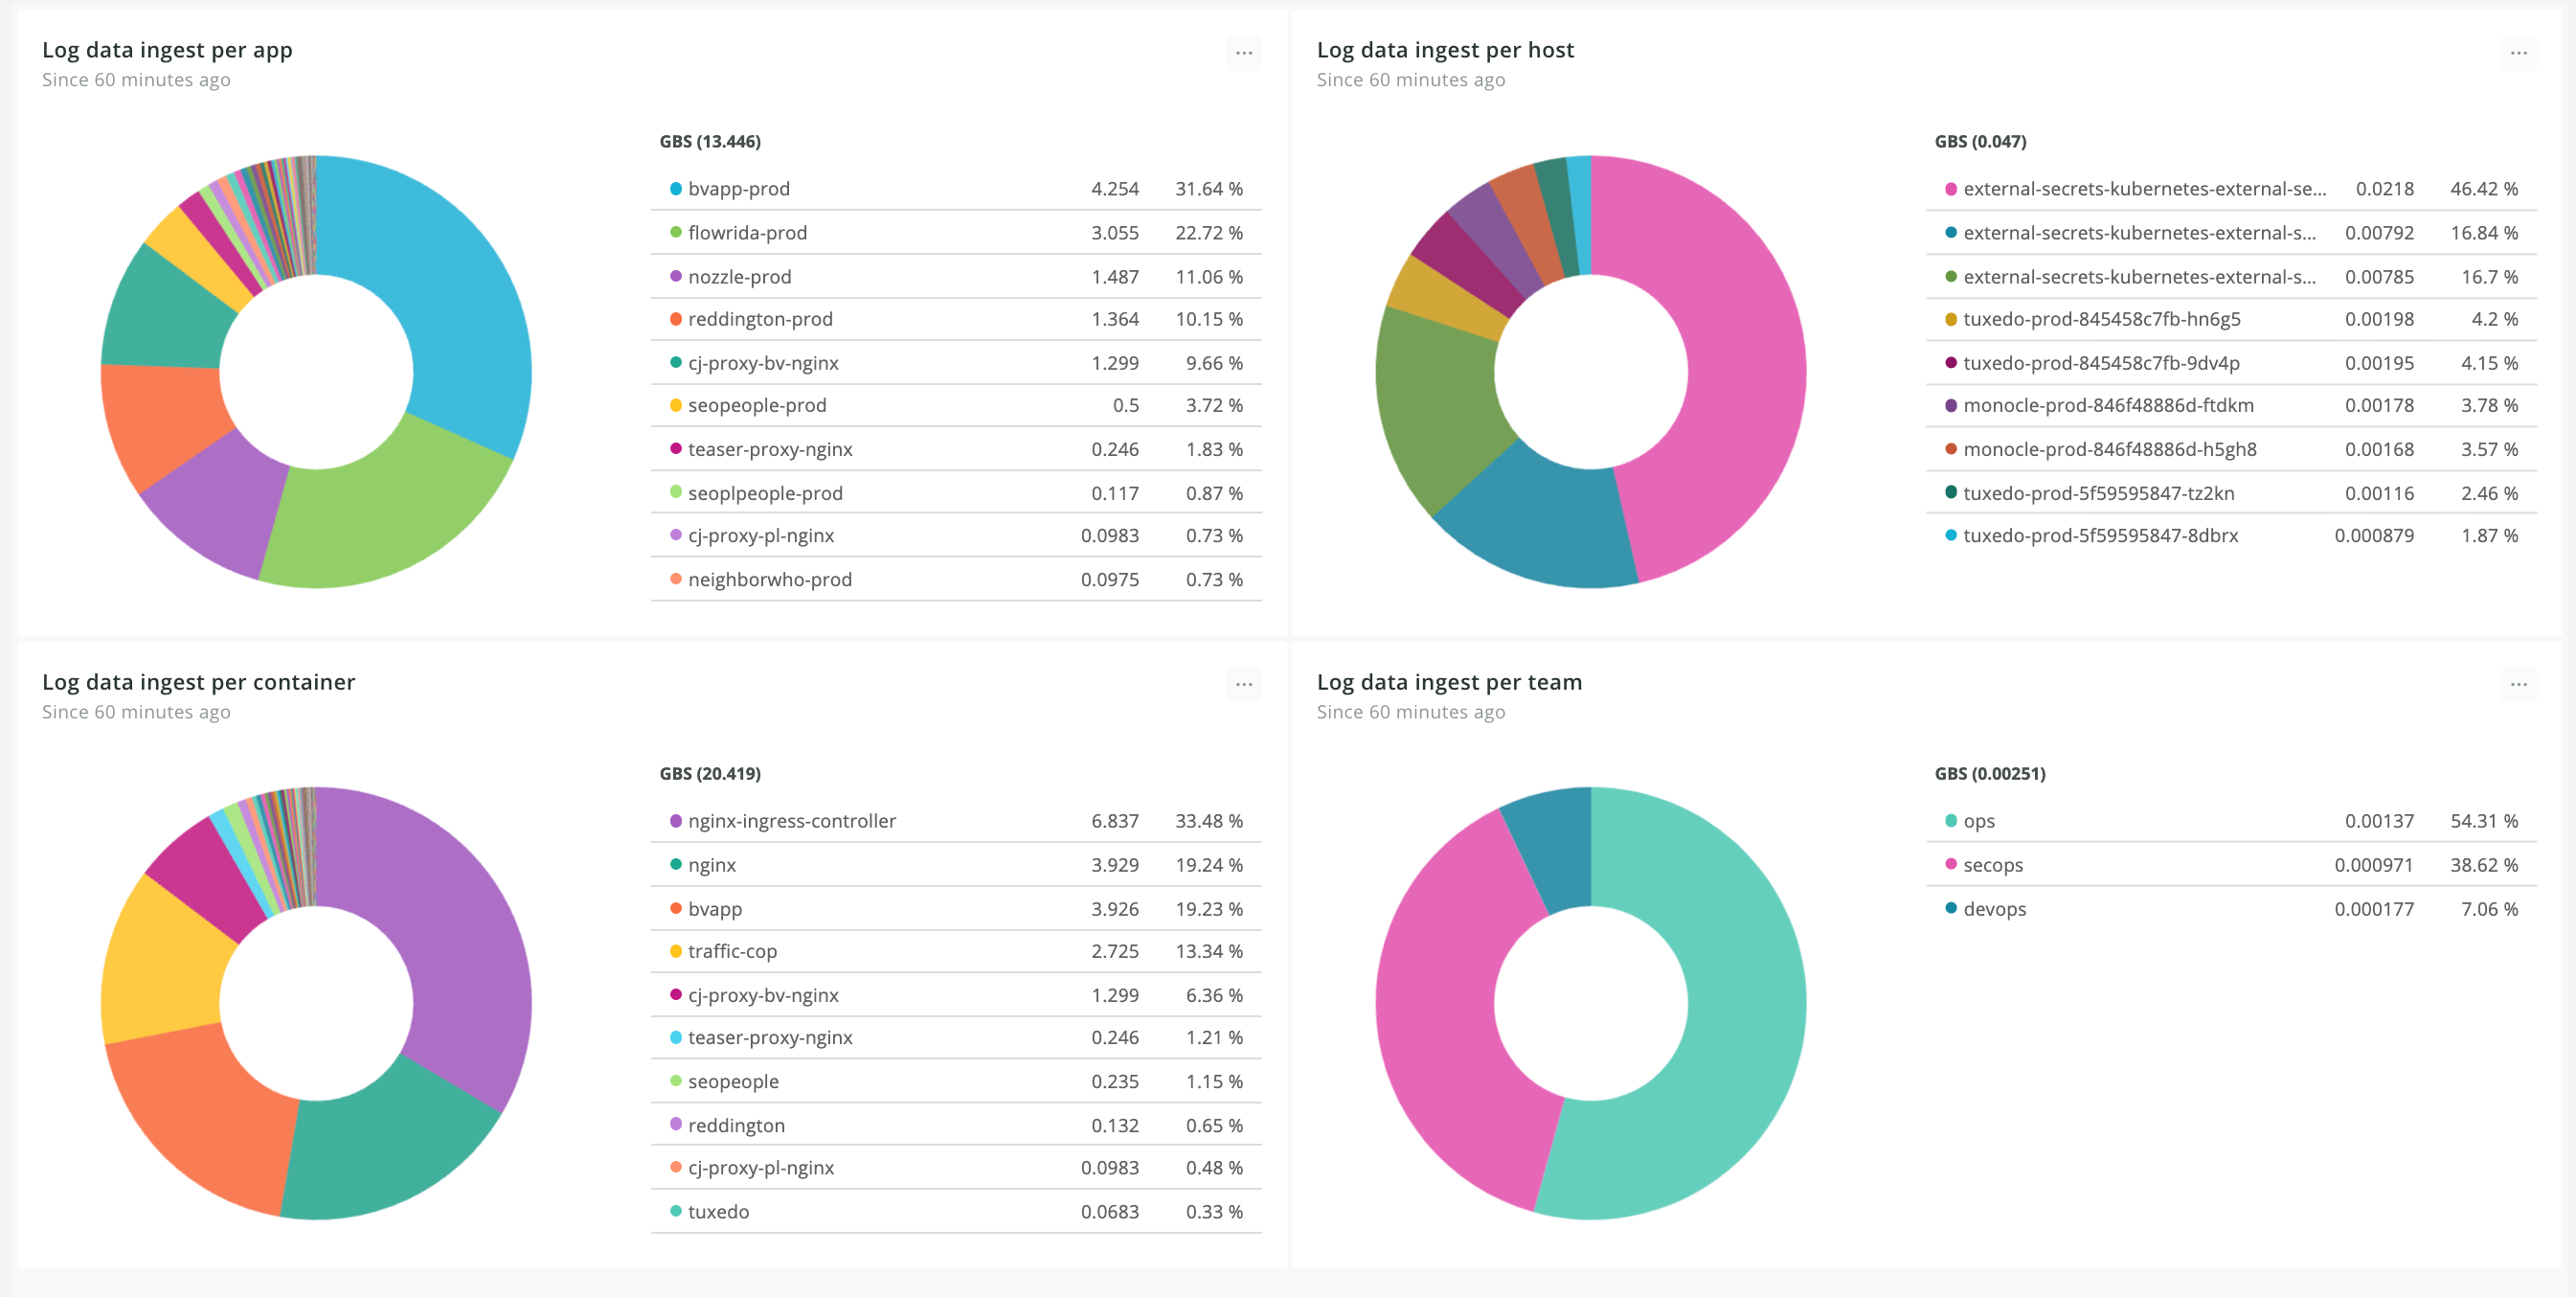 Log data ingest per app
Since 60 minutes ago
...
GBS (13.446)
bvapp-prod 4.254 31.64 %
flowrida-prod 3.055 22.72 %
nozzle-prod 1.487 11.06 %
reddington-prod 1.364 10.15 %
cj-proxy-bv-nginx 1.299 9.66 %
seopeople-prod 0.5 3.72 %
teaser-proxy-nginx 0.246 1.83 %
seoplpeople-prod 0.117 0.87 %
cj-proxy-pl-nginx 0.0983 0.73 %
neighborwho-prod 0.0975 0.73 %
Log data ingest per host
Since 60 minutes ago
...
GBS (0.047)
external-secrets-kubernetes-external-se... 0.0218 46.42 %
external-secrets-kubernetes-external-s... 0.00792 16.84 %
external-secrets-kubernetes-external-s... 0.00785 16.7 %
tuxedo-prod-845458c7fb-hn6g5 0.00198 4.2 %
tuxedo-prod-845458c7fb-9dv4p 0.00195 4.15 %
monocle-prod-846f48886d-ftdkm 0.00178 3.78 %
monocle-prod-846f48886d-h5gh8 0.00168 3.57 %
tuxedo-prod-5f59595847-tz2kn 0.00116 2.46 %
tuxedo-prod-5f59595847-8dbrx 0.000879 1.87 %
Log data ingest per container
Since 60 minutes ago
...
GBS (20.419)
nginx-ingress-controller 6.837 33.48 %
nginx 3.929 19.24 %
bvapp 3.926 19.23 %
traffic-cop 2.725 13.34 %
cj-proxy-bv-nginx 1.299 6.36 %
teaser-proxy-nginx 0.246 1.21 %
seopeople 0.235 1.15 %
reddington 0.132 0.65 %
cj-proxy-pl-nginx 0.0983 0.48 %
tuxedo 0.0683 0.33 %
Log data ingest per team
Since 60 minutes ago
...
GBS (0.00251)
ops 0.00137 54.31 %
secops 0.000971 38.62 %
devops 0.000177 7.06 %